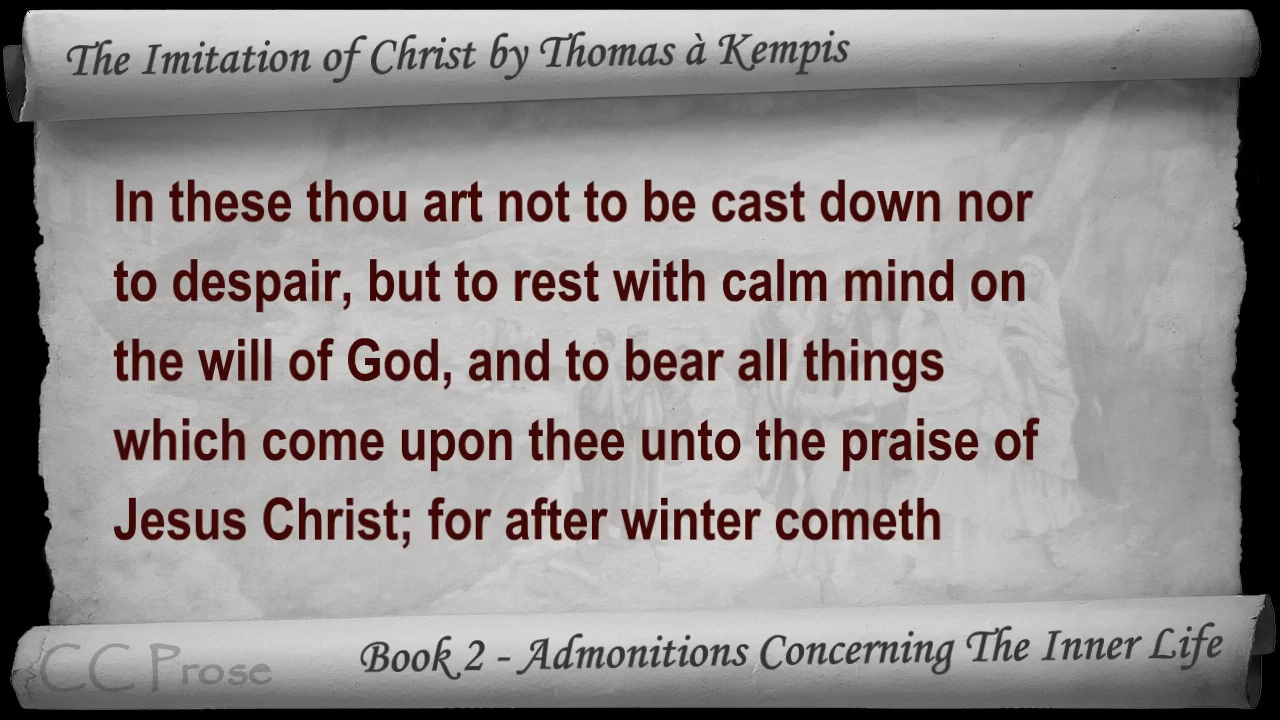 The Imitation of Christ by Thomas à Kempis
In these thou art not to be cast down nor
to despair, but to rest with calm mind on
the will of God, and to bear all things
which come upon thee unto the praise of
Jesus Christ; for after winter cometh
CC Prose
Book 2 - Admonitions Concerning The Inner Life